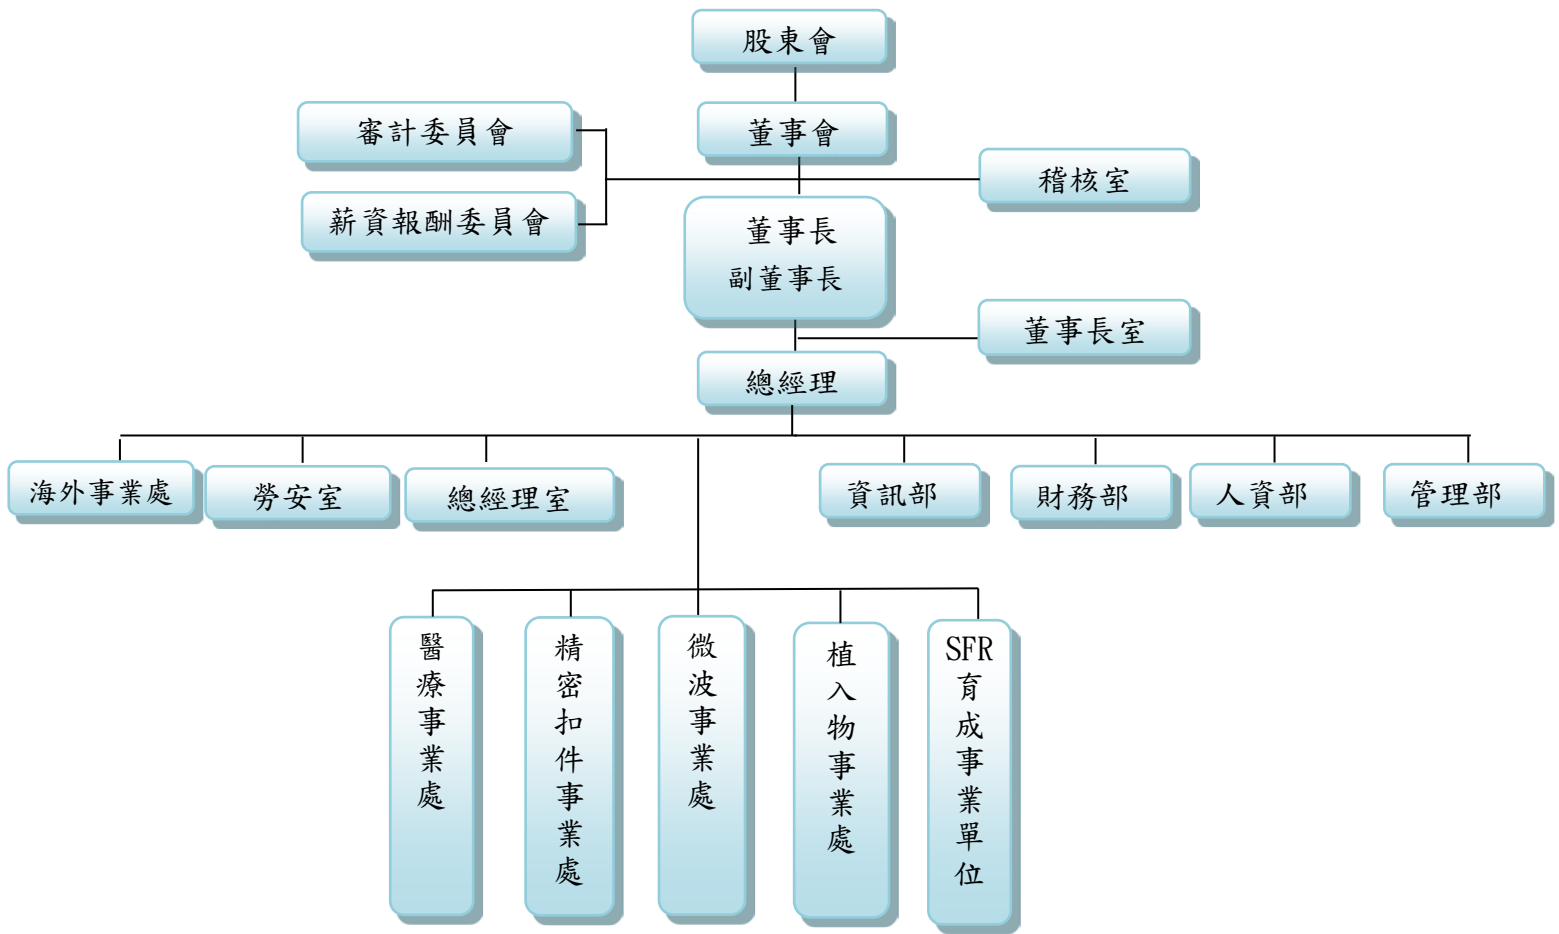 股東會
審計委員會
董事會
稽核室
薪資報酬委員會
董事長
副董事長
董事長室
總經理
海外事業處
勞安室
總經理室
資訊部
財務部
人資部
管理部
醫療事業處
精密扣件事業處
微波事業處
植入物事業處
SFR育成事業單位